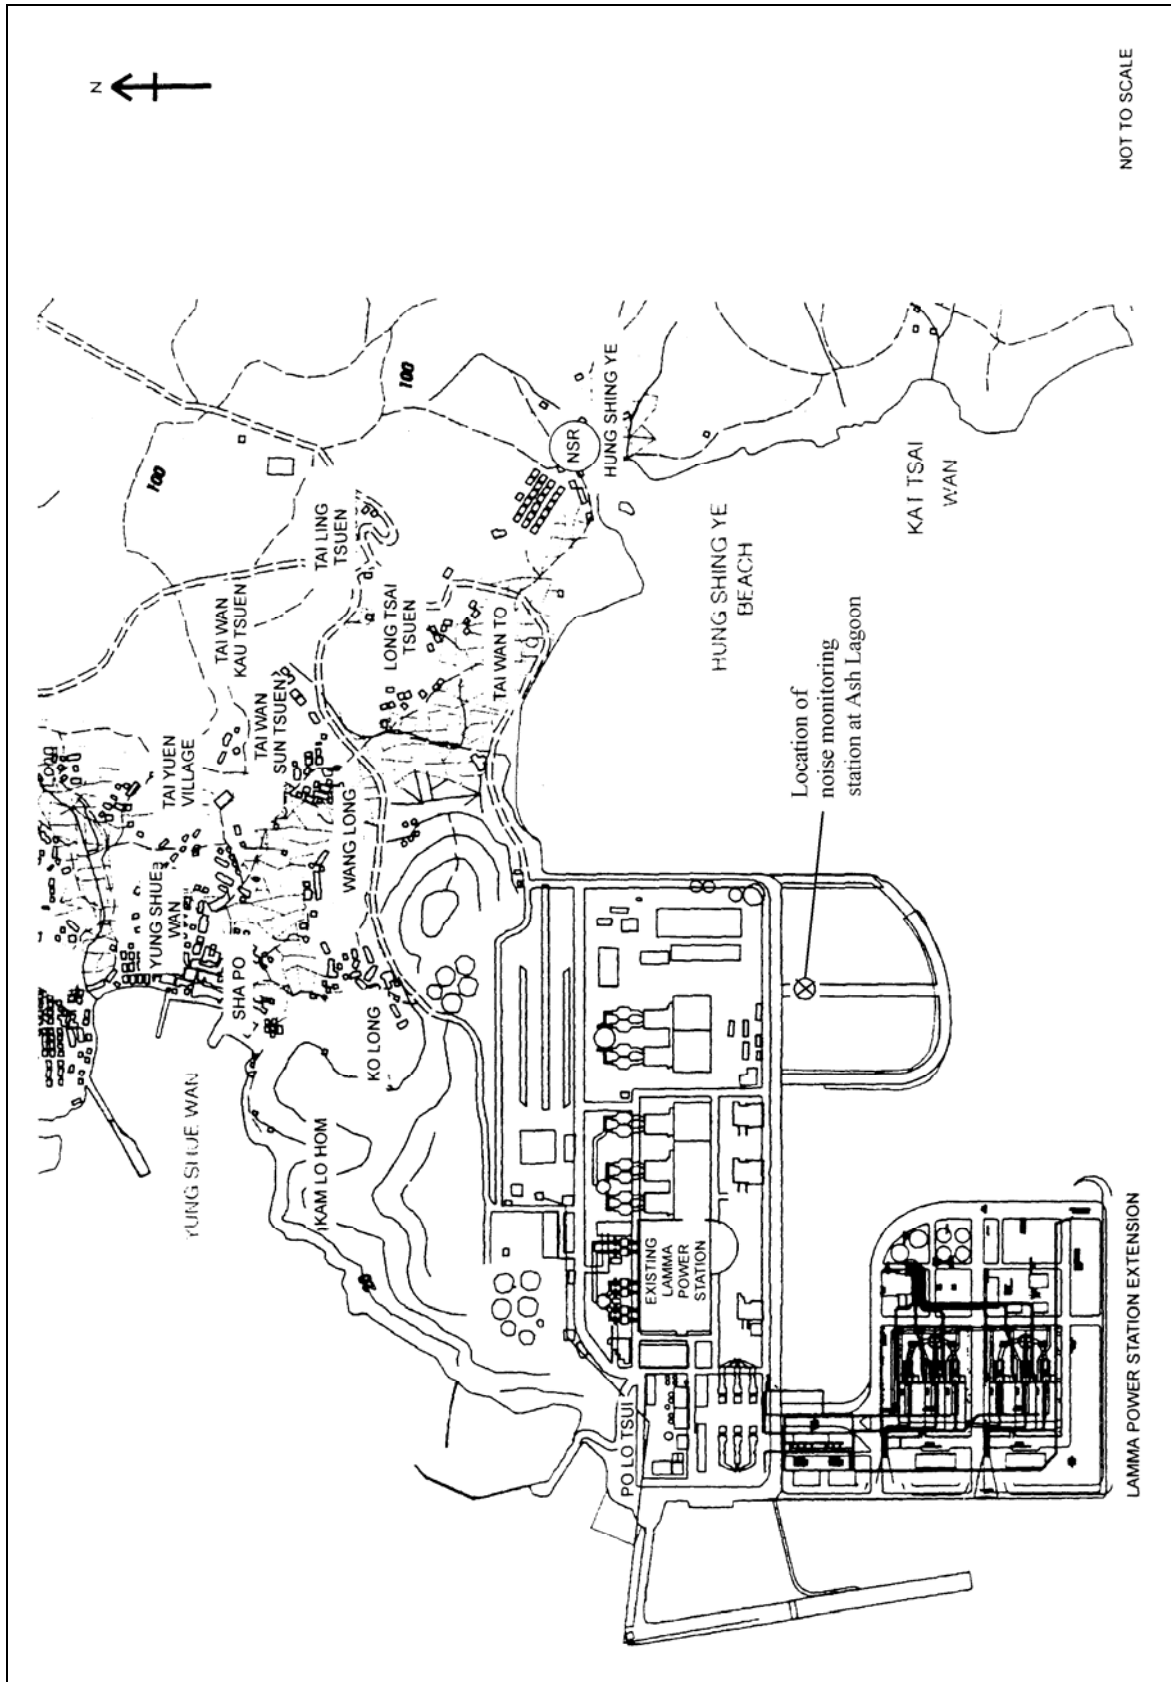 N
YUNG SHUE
WAN
TAI YUEN
VILLAGE
100
YUNG SHUE WAN
SHA PO
TAI WAN
KAU TSUEN
TAI WAN
SUN TSUEN
KAM LO HOM
TAI LING
TSUEN
WANG LONG
KO LONG
LONG TSAI
TSUEN
100
TAI WAN TO
NSR
HUNG SHING YE
PO LO TSUI
EXISTING
LAMMA
POWER
STATION
HUNG SHING YE
BEACH
Location of
noise monitoring
station at Ash Lagoon
KAI TSAI
WAN
LAMMA POWER STATION EXTENSION
NOT TO SCALE